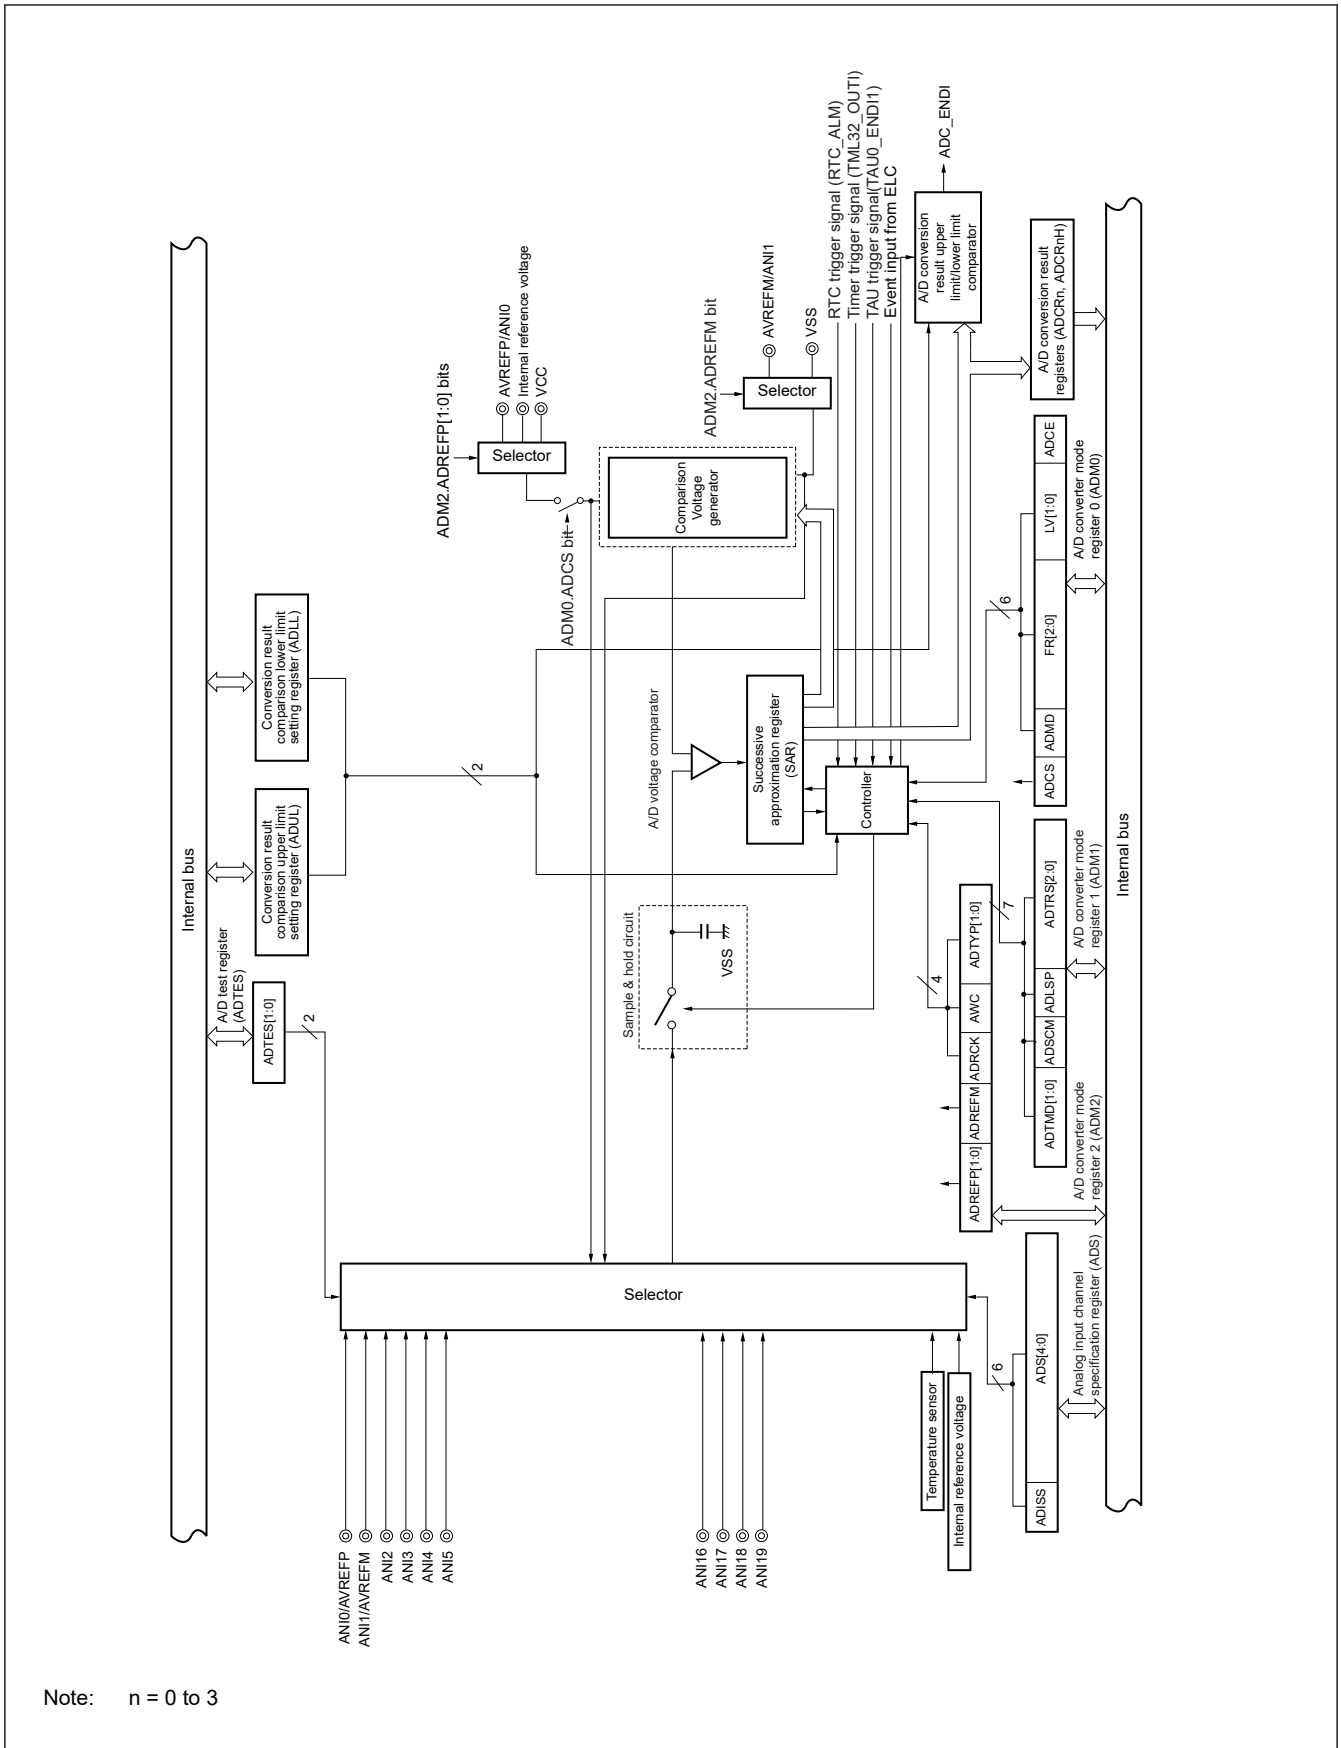 Internal bus
A/D test register
(ADTES)
ADTES[1:0]
2
Conversion result
comparison upper limit
setting register (ADUL)
Conversion result
comparison lower limit
setting register (ADLL)
2
ADM2.ADREFP[1:0] bits
Selector
AVREFP/ANI0
Internal reference voltage
VCC
ADM0.ADCS bit
Comparison
Voltage
generator
ADM2.ADREFM bit
Selector
AVREFM/ANI1
VSS
Sample & hold circuit
VSS
A/D voltage comparator
Successive
approximation register
(SAR)
Controller
RTC trigger signal (RTC_ALM)
Timer trigger signal (TML32_OUTI)
TAU trigger signal(TAU0_ENDI1)
Event input from ELC
A/D conversion
result upper
limit/lower limit
comparator
ADC_ENDI
A/D conversion result
registers (ADCRn, ADCRnH)
ANI0/AVREFP
ANI1/AVREFM
ANI2
ANI3
ANI4
ANI5
ANI16
ANI17
ANI18
ANI19
Selector
Temperature sensor
Internal reference voltage
6
ADISS
ADS[4:0]
Analog input channel
specification register (ADS)
4
ADREFP[1:0]
ADREFM
ADRCK
AWC
ADTYP[1:0]
A/D converter mode
register 2 (ADM2)
7
ADTMD[1:0]
ADSCM
ADLSP
ADTRS[2:0]
A/D converter mode
register 1 (ADM1)
6
ADCS
ADMD
FR[2:0]
LV[1:0]
ADCE
A/D converter mode
register 0 (ADM0)
Internal bus
Note: n = 0 to 3